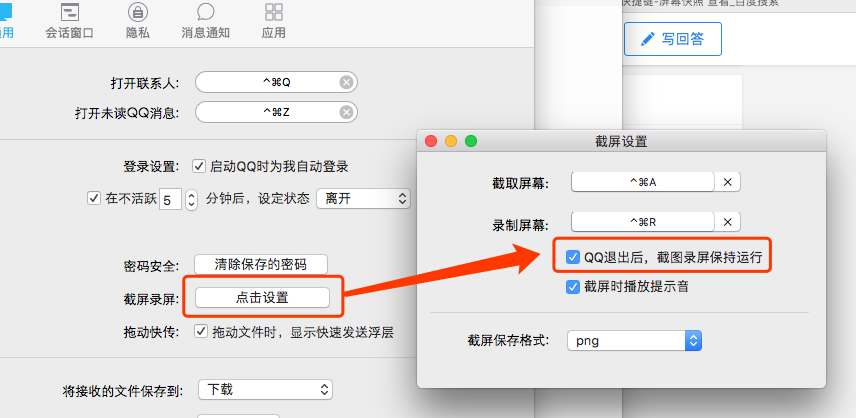 快捷键-屏幕快照 查看_百度搜索
用
会话窗口
隐私
消息通知
应用
写回答
打开联系人: ^⌘Q
打开未读QQ消息: ^⌘Z
登录设置: 启动QQ时为我自动登录
在不活跃 5 分钟后，设定状态 离开
密码安全: 清除保存的密码
截屏录屏: 点击设置
拖动快传: 拖动文件时，显示快速发送浮层
将接收的文件保存到: 下载
截屏设置
截取屏幕: ^⌘A
录制屏幕: ^⌘R
QQ退出后，截图录屏保持运行
截屏时播放提示音
截屏保存格式: png